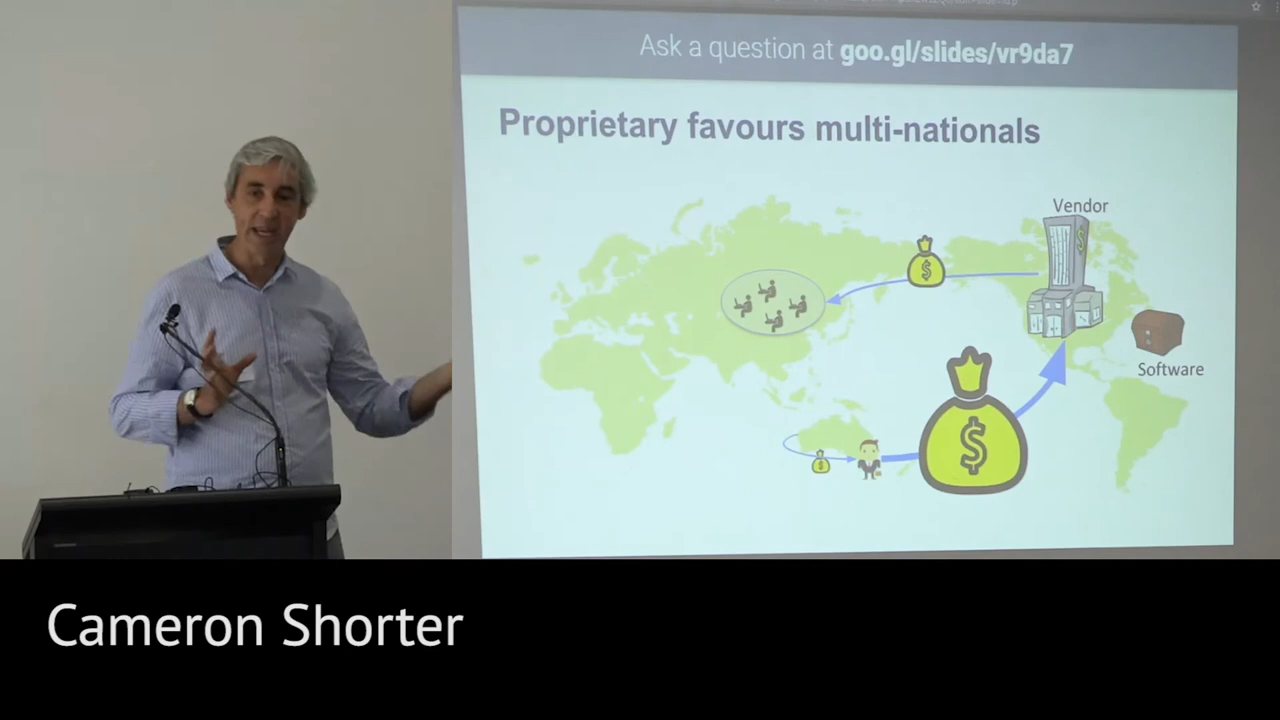 Ask a question at goo.gl/slides/vr9da7
Proprietary favours multi-nationals
Vendor
Software
Cameron Shorter